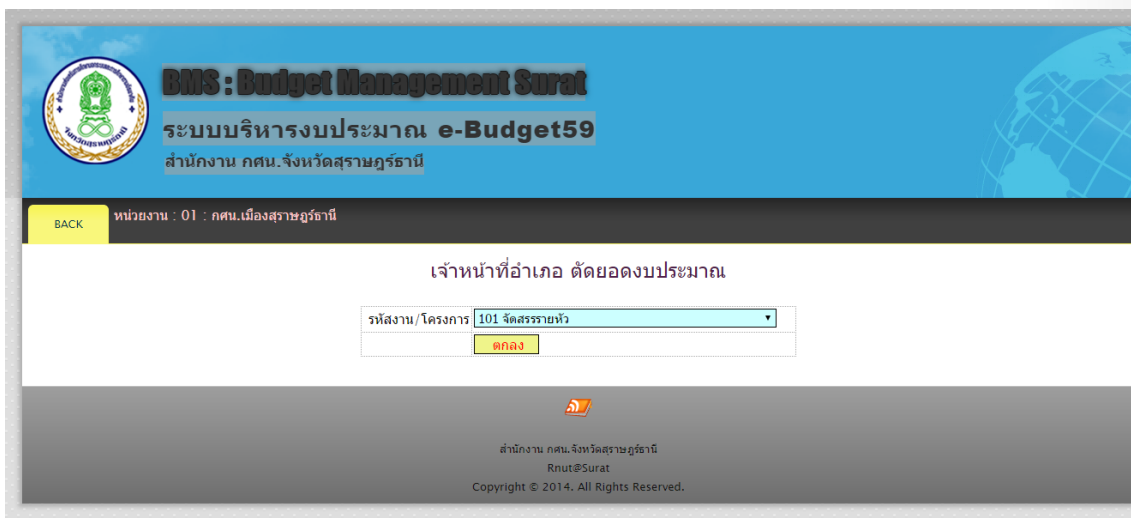 BMS : Budget Management Surat
ระบบบริหารงบประมาณ e-Budget59
สำนักงาน กศน.จังหวัดสุราษฎร์ธานี
BACK
หน่วยงาน : 01 : กศน.เมืองสุราษฎร์ธานี
เจ้าหน้าที่อำเภอ ตัดยอดงบประมาณ
รหัสงาน/โครงการ 101 จัดสรรรายหัว
ตกลง
สำนักงาน กศน.จังหวัดสุราษฎร์ธานี
Rnut@Surat
Copyright © 2014. All Rights Reserved.